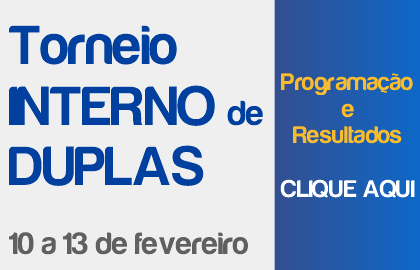 Torneio
INTERNO de
DUPLAS
10 a 13 de fevereiro
Programação
e
Resultados
CLIQUE AQUI